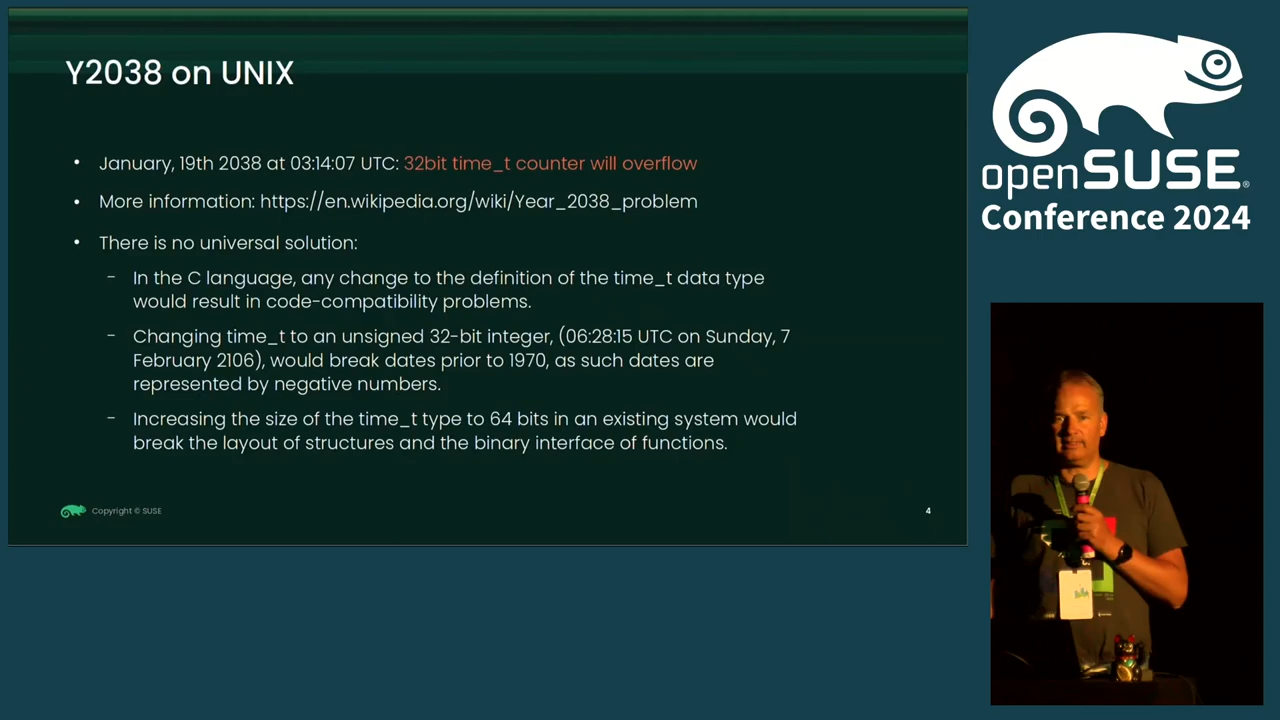 Y2038 on UNIX
• January, 19th 2038 at 03:14:07 UTC: 32bit time_t counter will overflow
• More information: https://en.wikipedia.org/wiki/Year_2038_problem
• There is no universal solution:
– In the C language, any change to the definition of the time_t data type
would result in code-compatibility problems.
– Changing time_t to an unsigned 32-bit integer, (06:28:15 UTC on Sunday, 7
February 2106), would break dates prior to 1970, as such dates are
represented by negative numbers.
– Increasing the size of the time_t type to 64 bits in an existing system would
break the layout of structures and the binary interface of functions.
Copyright © SUSE
4
openSUSE®
Conference 2024